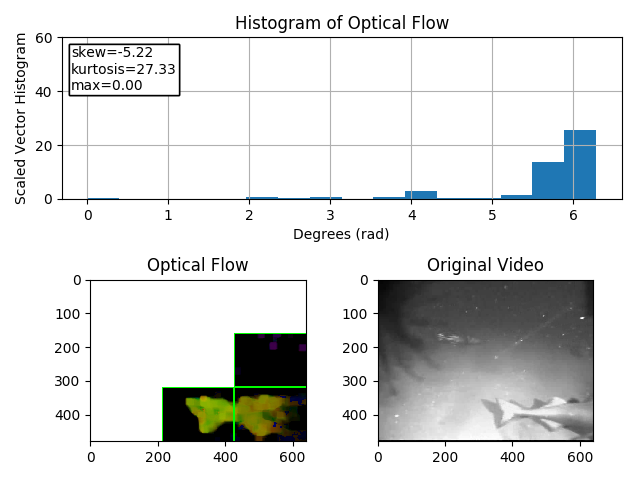 Histogram of Optical Flow
Scaled Vector Histogram
60
40
20
0
skew=-5.22
kurtosis=27.33
max=0.00
0 1 2 3 4 5 6
Degrees (rad)
Optical Flow
0
100
200
300
400
0 200 400 600
Original Video
0
100
200
300
400
0 200 400 600